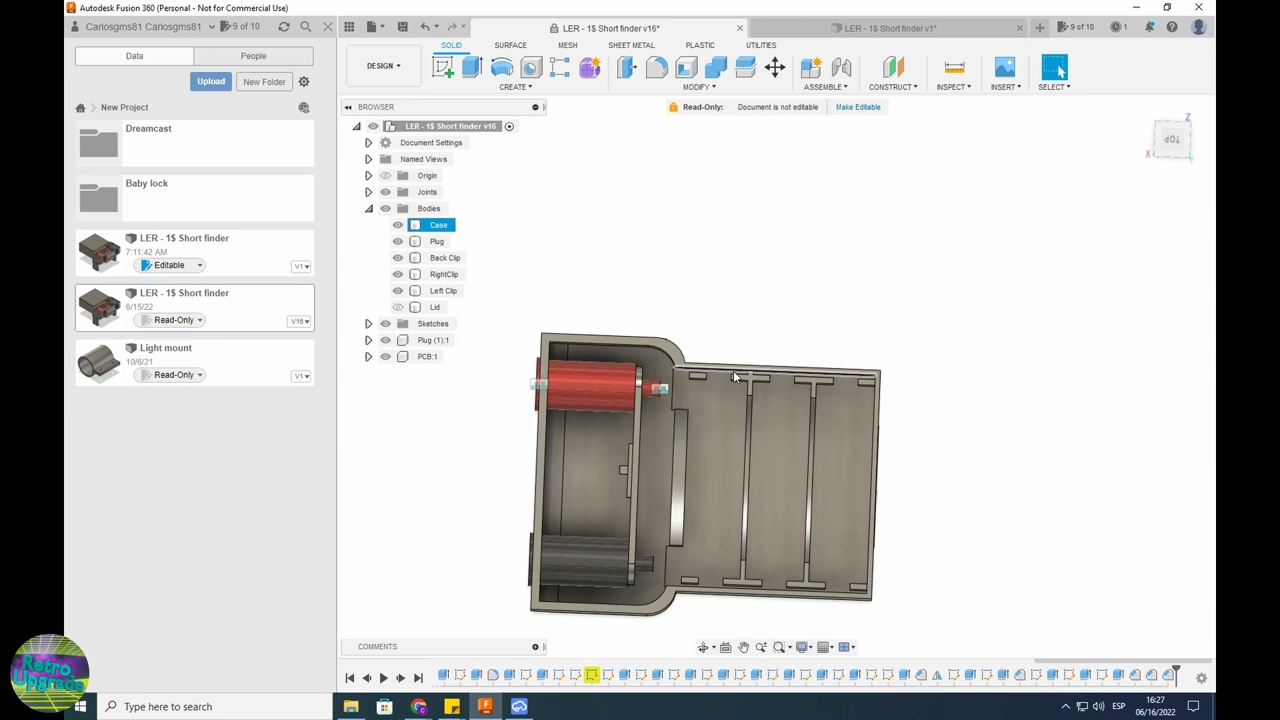 Autodesk Fusion 360 (Personal - Not for Commercial Use)
Carlosgms81 Carlosgms81
9 of 10
LER - 1$ Short finder v16*
LER - 1$ Short finder v1*
9 of 10
1
Data
People
SOLID
SURFACE
MESH
SHEET METAL
PLASTIC
UTILITIES
DESIGN
Upload
New Folder
CREATE
MODIFY
ASSEMBLE
CONSTRUCT
INSPECT
INSERT
SELECT
New Project
BROWSER
Read-Only:
Document is not editable
Make Editable
Dreamcast
Baby lock
LER - 1$ Short finder
7:11:42 AM
Editable
V1
LER - 1$ Short finder
6/15/22
Read-Only
V16
Light mount
10/6/21
Read-Only
V1
LER - 1$ Short finder v16
Document Settings
Named Views
Origin
Joints
Bodies
Case
Plug
Back Clip
RightClip
Left Clip
Lid
Sketches
Plug (1):1
PCB:1
Z
TOP
X
Y
COMMENTS
Retro
Upgrade
Type here to search
ESP
16:27
06/16/2022